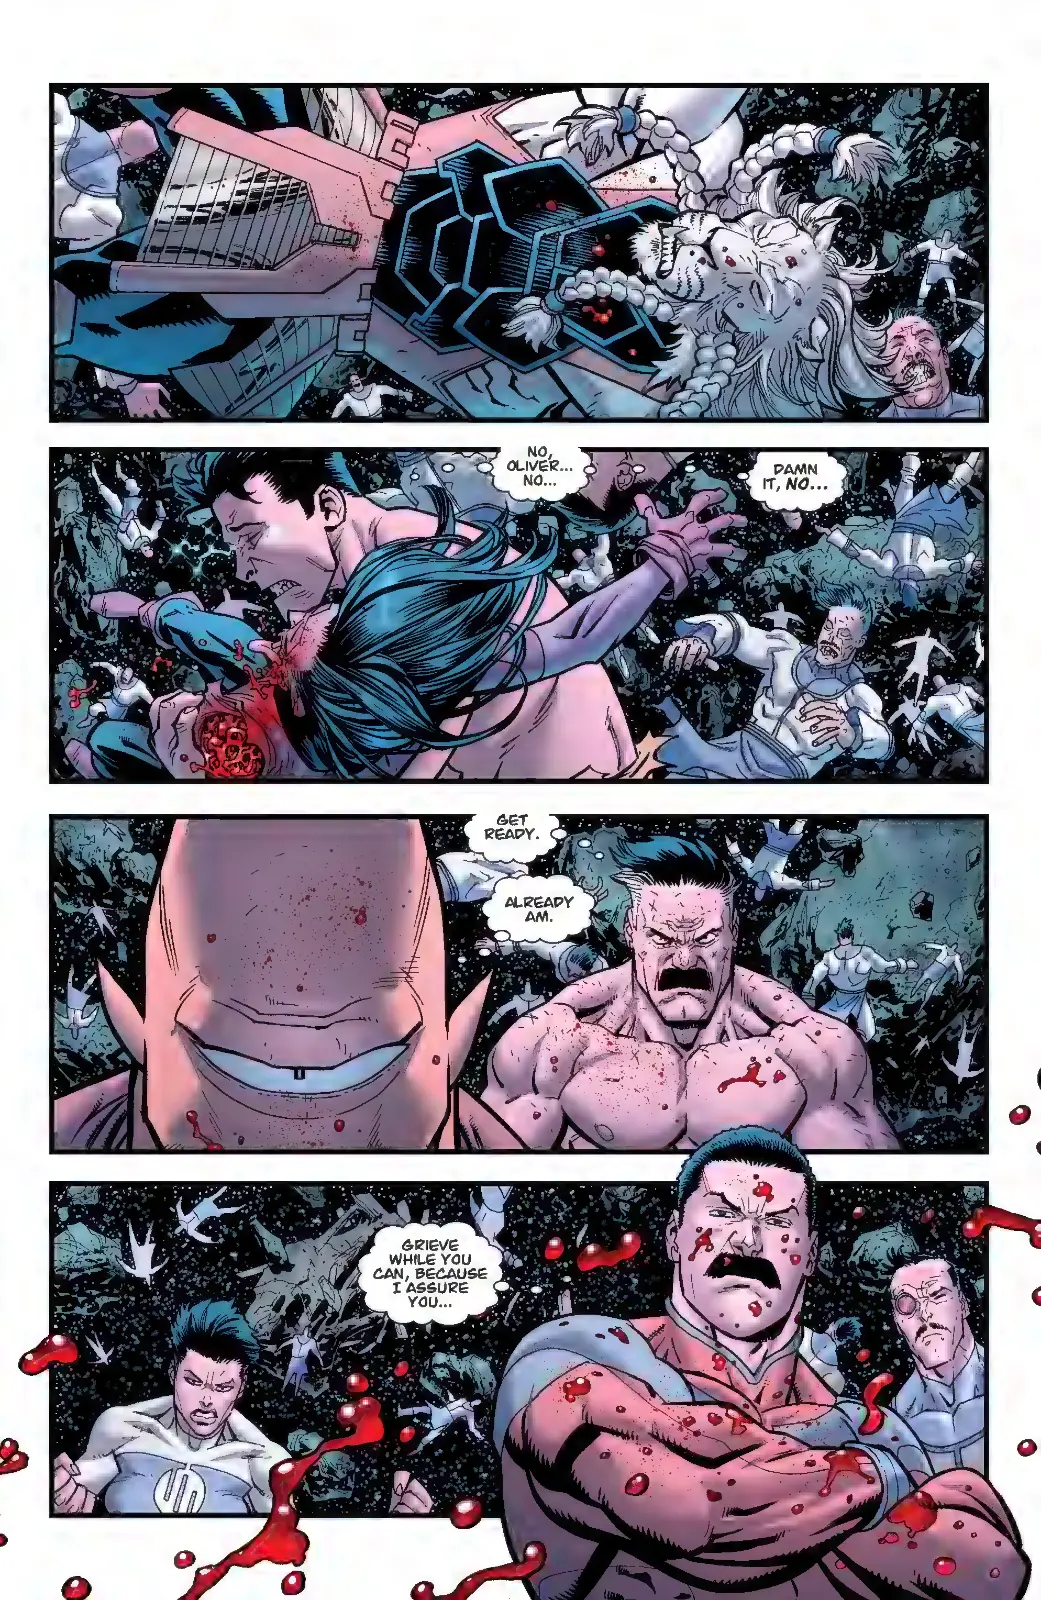 NO,
OLIVER...
NO...
DAMN
IT, NO...
GET
READY.
ALREADY
AM.
GRIEVE
WHILE YOU
CAN, BECAUSE
I ASSURE
YOU...